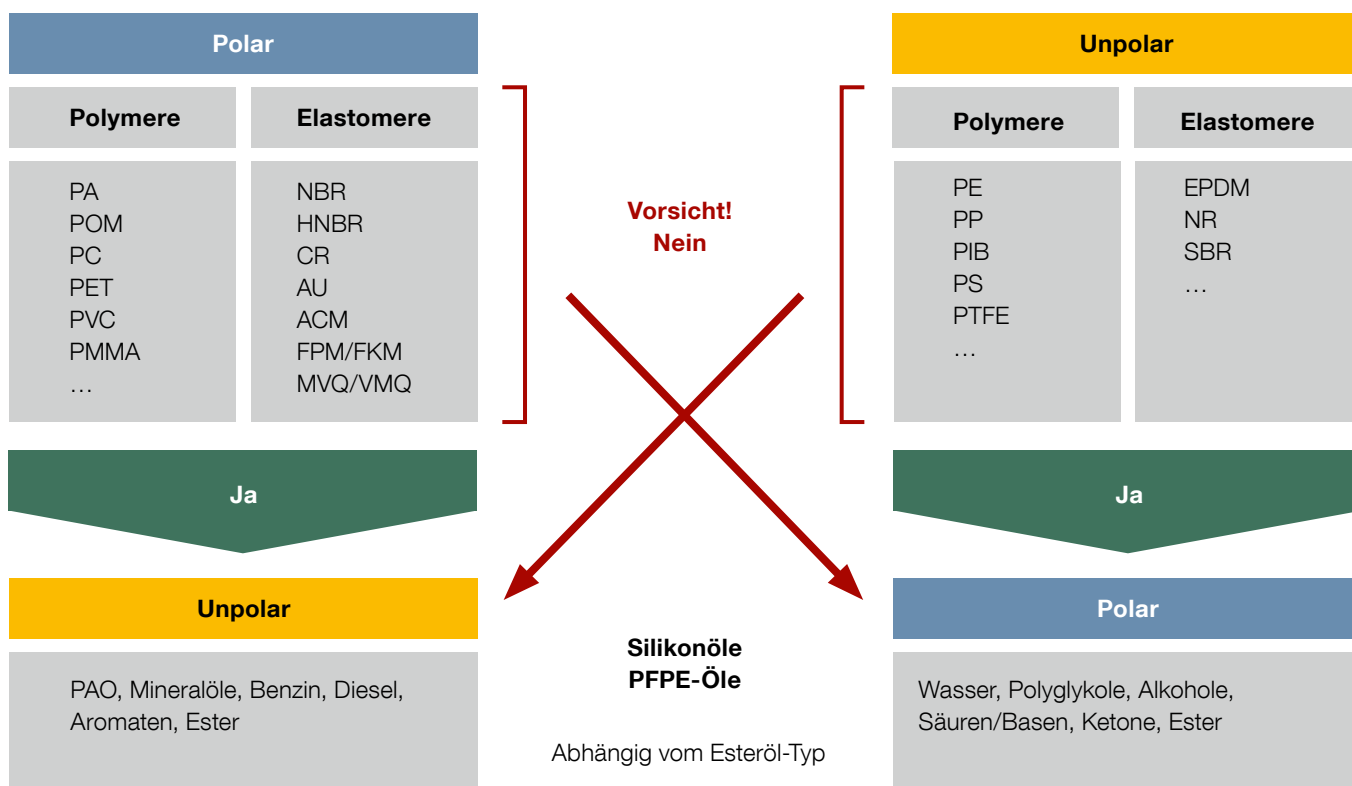 Polar
Polymere
Elastomere
PA
POM
PC
PET
PVC
PMMA
…
NBR
HNBR
CR
AU
ACM
FPM/FKM
MVQ/VMQ
Vorsicht!
Nein
Unpolar
Polymere
Elastomere
PE
PP
PIB
PS
PTFE
…
EPDM
NR
SBR
…
Ja
Ja
Unpolar
PAO, Mineralöle, Benzin, Diesel,
Aromaten, Ester
Silikonöle
PFPE-Öle
Abhängig vom Esteröl-Typ
Polar
Wasser, Polyglykole, Alkohole,
Säuren/Basen, Ketone, Ester